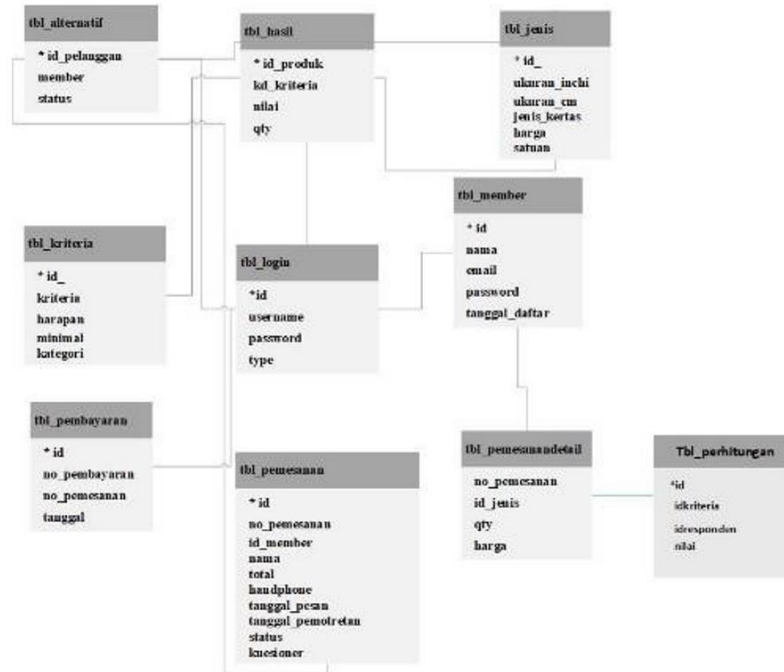 tbl_alternatif
* id_pelanggan
member
status
tbl_hasil
* id_produk
kd_kriteria
nilai
qty
tbl_jenis
* id_
ukuran_inchi
ukuran_cm
jenis_kertas
harga
satuan
tbl_member
* id
nama
email
password
tanggal_daftar
tbl_kriteria
* id_
kriteria
harapan
minimal
kategori
tbl_login
*id
username
password
type
tbl_pembayaran
* id
no_pembayaran
no_pemesanan
tanggal
tbl_pemesanan
* id
no_pemesanan
id_member
nama
total
handphone
tanggal_pesan
tanggal_pemotretan
status
kuesioner
tbl_pemesanandetail
no_pemesanan
id_jenis
qty
harga
Tbl_perhitungan
*id
idkriteria
idresponden
nilai